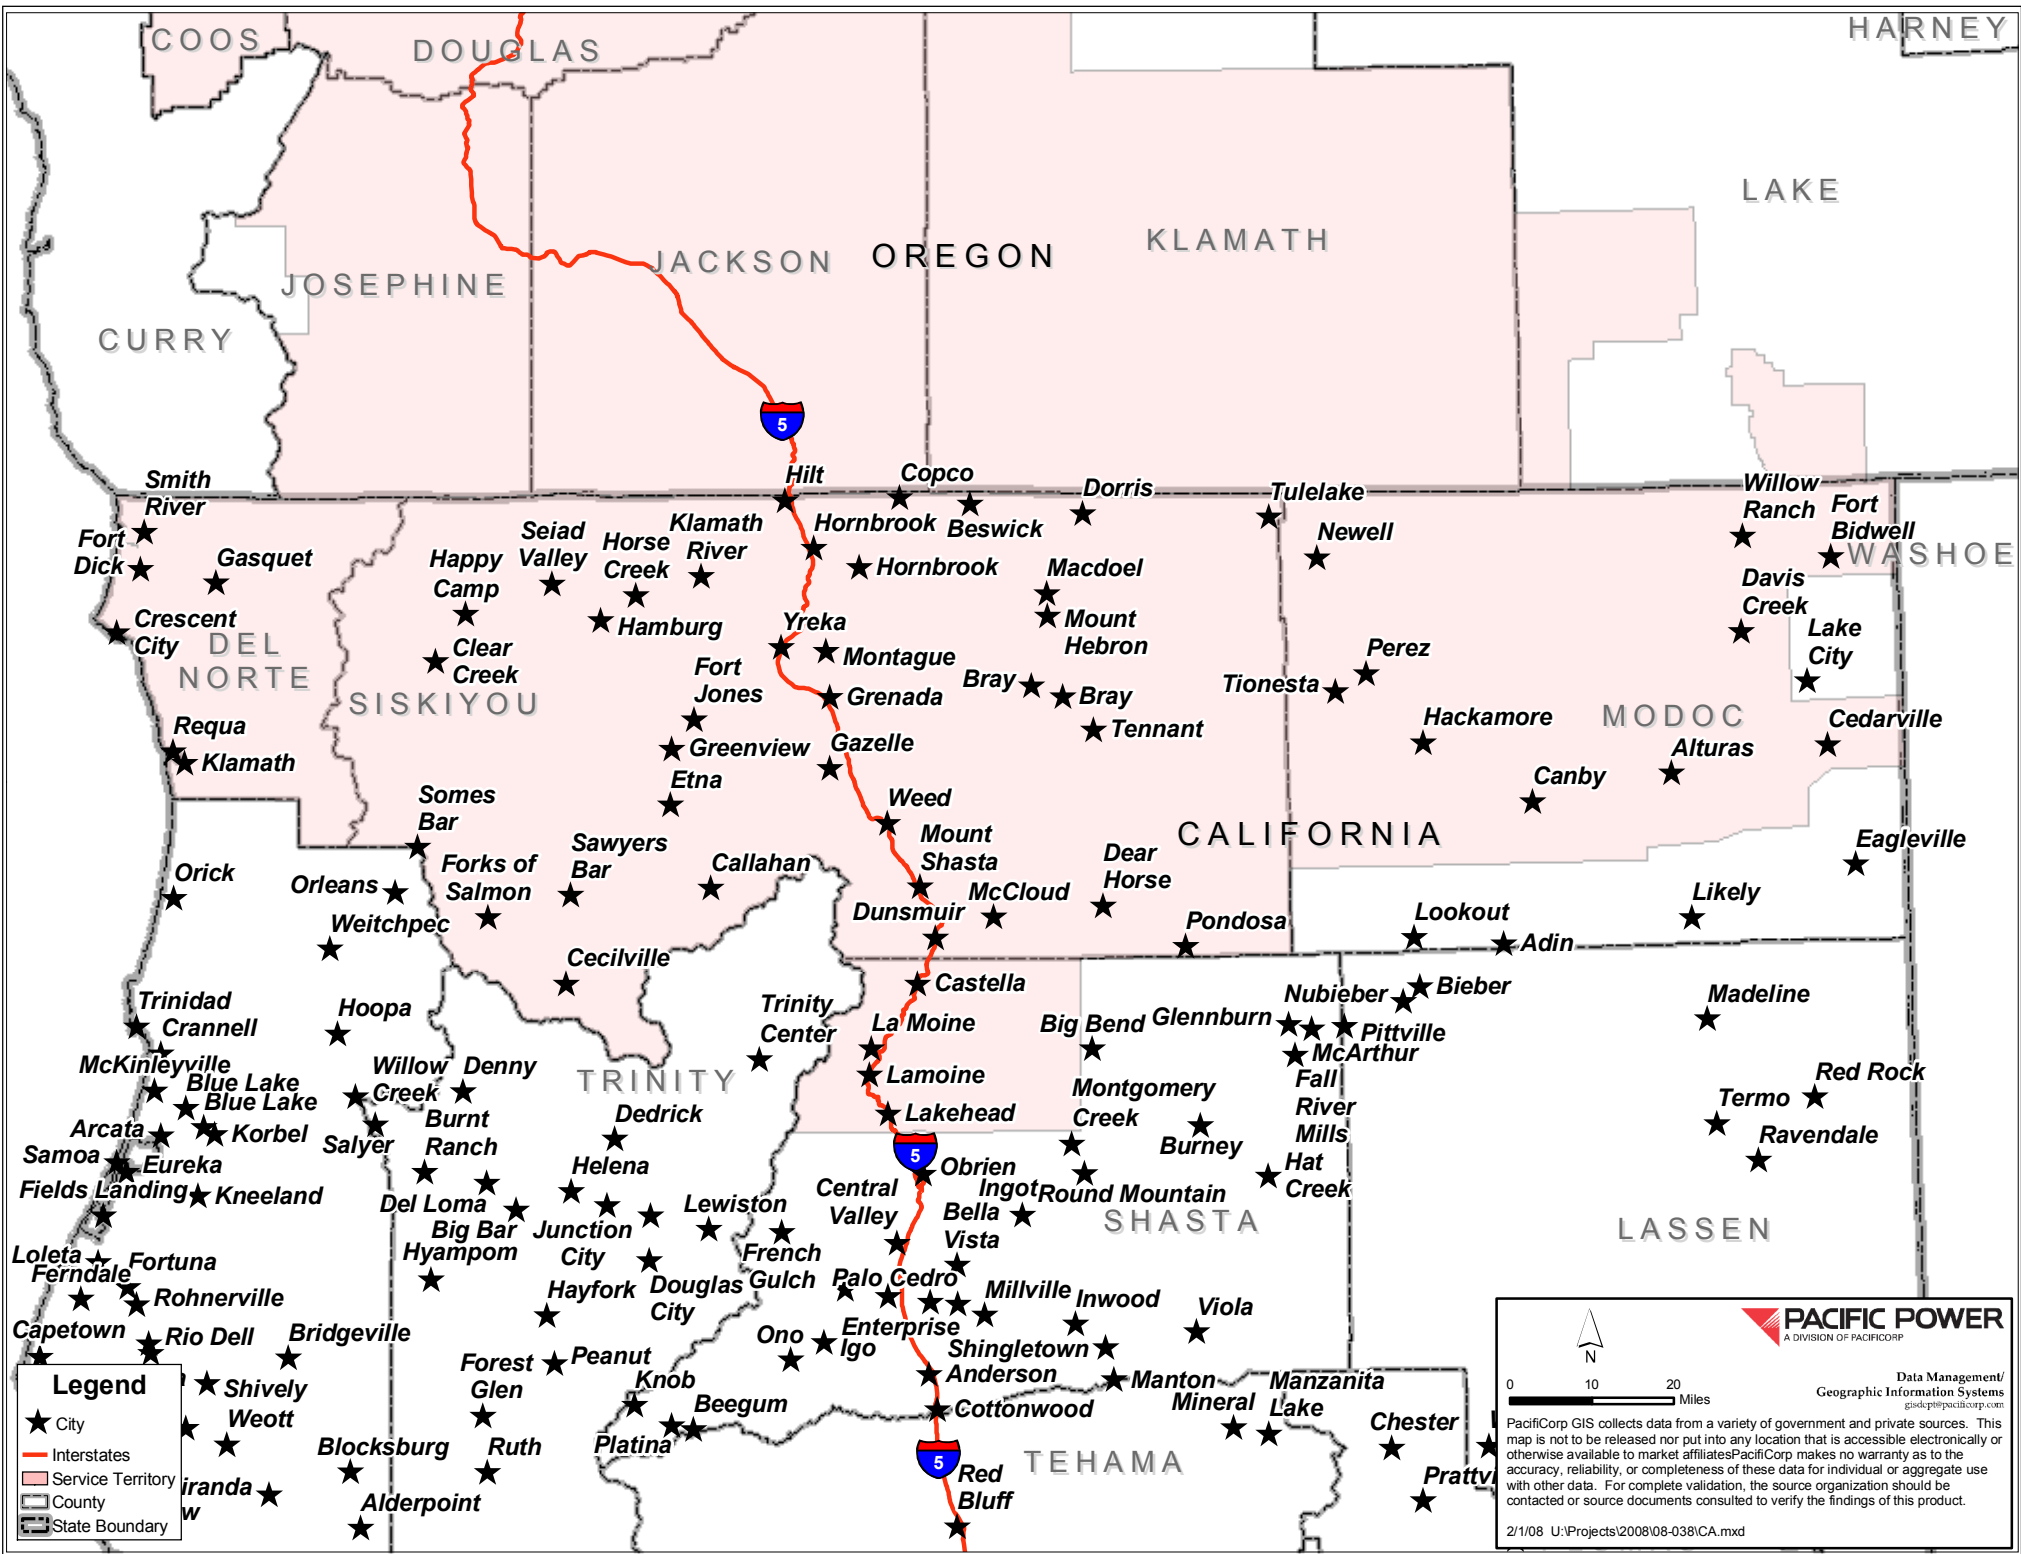 COOS
DOUGLAS
HARNEY
LAKE
KLAMATH
OREGON
JACKSON
JOSEPHINE
CURRY
5
Smith
River
Hilt
Copco
Dorris
Tulelake
Willow
Ranch
Fort
Bidwell
WASHOE
Fort
Dick
Gasquet
Happy
Camp
Seiad
Valley
Horse
Creek
Klamath
River
Hornbrook
Beswick
Hornbrook
Newell
Macdoel
Mount
Hebron
Davis
Creek
Lake
City
Crescent
City
DEL
NORTE
Hamburg
Yreka
Montague
Clear
Creek
Fort
Jones
Grenada
Bray
Bray
Tionesta
Perez
SISKIYOU
Requa
Klamath
Greenview
Gazelle
Tennant
Hackamore
MODOC
Cedarville
Alturas
Etna
Canby
Weed
Somes
Bar
Mount
Shasta
CALIFORNIA
Eagleville
Sawyers
Bar
Forks of
Salmon
Callahan
Dear
Horse
McCloud
Orick
Orleans
Weitchpec
Dunsmuir
Pondosa
Lookout
Adin
Likely
Cecilville
Castella
Nubieber
Bieber
Madeline
Trinidad
Crannell
Hoopa
Trinity
Center
La Moine
Big Bend
Glennburn
Pittville
McArthur
McKinleyville
Blue Lake
Blue Lake
Willow
Creek
Denny
TRINITY
Lamoine
Fall
River
Mills
Red Rock
Montgomery
Creek
Termo
Arcata
Korbel
Salyer
Burnt
Ranch
Dedrick
Lakehead
Burney
Ravendale
Samoa
Eureka
5
Obrien
Hat
Creek
Fields Landing
Kneeland
Helena
Del Loma
Big Bar
Junction
City
Lewiston
Central
Valley
Ingot
Round Mountain
Bella
Vista
SHASTA
LASSEN
Loleta
Fortuna
Hyampom
French
Gulch
Ferndale
Rohnerville
Hayfork
Douglas
City
Palo Cedro
Millville
Inwood
Viola
Capetown
Rio Dell
Bridgeville
Ono
Igo
Enterprise
Shingletown
Forest
Glen
Peanut
Anderson
Manton
Manzanita
Lake
Shively
Knob
Beegum
Cottonwood
Mineral
Chester
Weott
Blocksburg
Ruth
Platina
5
Red
Bluff
TEHAMA
Prattvi
iranda
w
Alderpoint
Legend
City
Interstates
Service Territory
County
State Boundary
N
PACIFIC POWER
A DIVISION OF PACIFICORP
0 10 20
Miles
Data Management/
Geographic Information Systems
gisdept@pacificorp.com
PacifiCorp GIS collects data from a variety of government and private sources. This
map is not to be released nor put into any location that is accessible electronically or
otherwise available to market affiliatesPacifiCorp makes no warranty as to the
accuracy, reliability, or completeness of these data for individual or aggregate use
with other data. For complete validation, the source organization should be
contacted or source documents consulted to verify the findings of this product.
2/1/08 U:\Projects\2008\08-038\CA.mxd